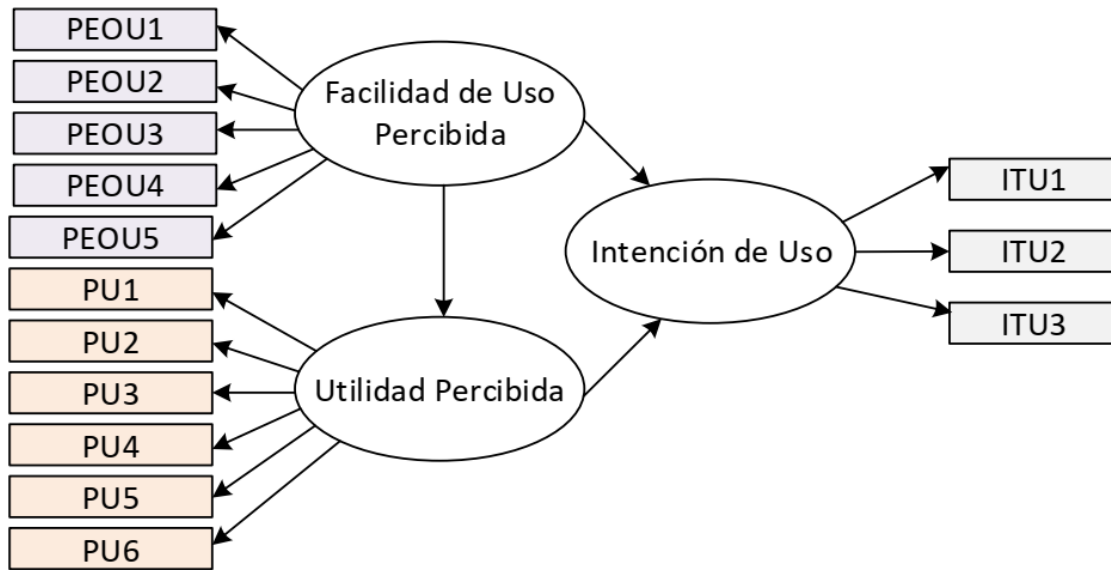 PEOU1
PEOU2
PEOU3
PEOU4
PEOU5
PU1
PU2
PU3
PU4
PU5
PU6
Facilidad de Uso
Percibida
Utilidad Percibida
Intención de Uso
ITU1
ITU2
ITU3